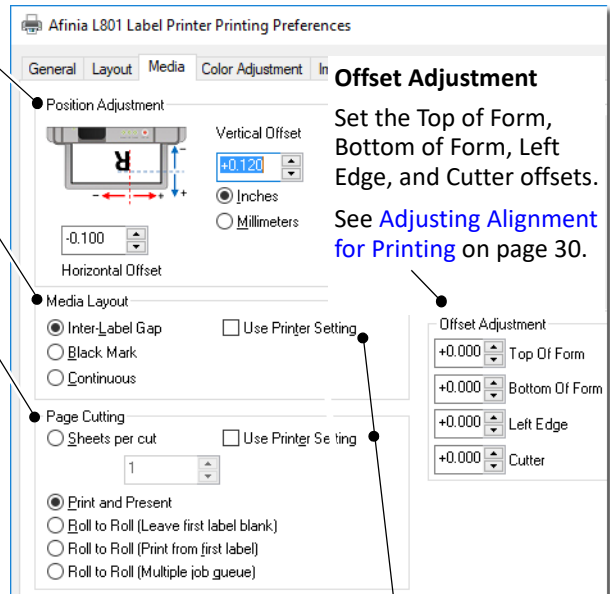 Afinia L801 Label Printer Printing Preferences
General Layout Media Color Adjustment
Offset Adjustment
Set the Top of Form,
Bottom of Form, Left
Edge, and Cutter offsets.
See Adjusting Alignment
for Printing on page 30.
Position Adjustment
R
- +
-
+
Vertical Offset
+0.120
Inches
Millimeters
-0.100
Horizontal Offset
Media Layout
Inter-Label Gap
Use Printer Setting
Black Mark
Continuous
Offset Adjustment
+0.000 Top Of Form
+0.000 Bottom Of Form
+0.000 Left Edge
+0.000 Cutter
Page Cutting
Sheets per cut
Use Printer Setting
1
Print and Present
Roll to Roll (Leave first label blank)
Roll to Roll (Print from first label)
Roll to Roll (Multiple job queue)